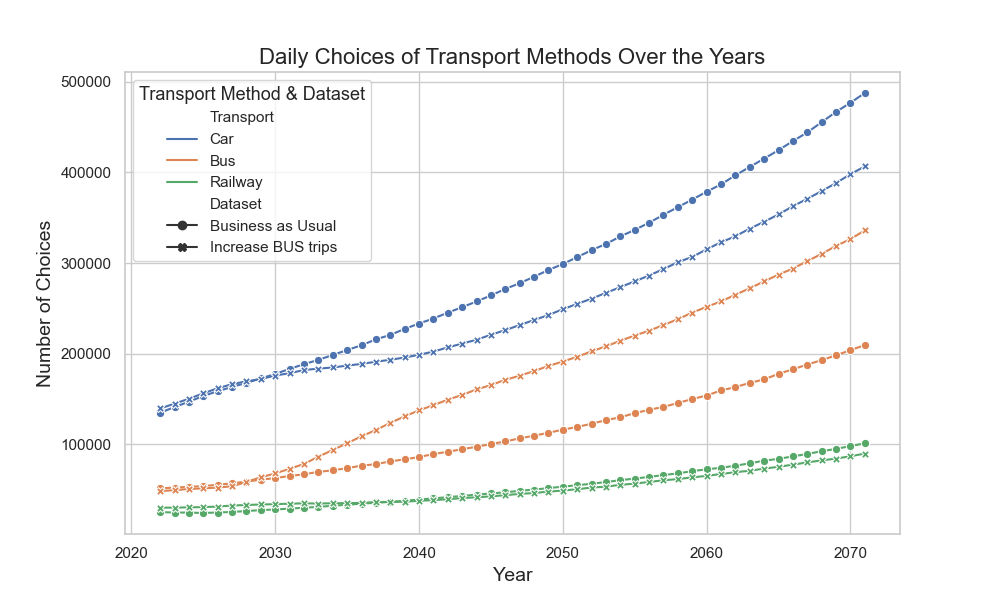 Daily Choices of Transport Methods Over the Years
500000
400000
300000
200000
100000
Number of Choices
Transport Method & Dataset
Transport
Car
Bus
Railway
Dataset
Business as Usual
Increase BUS trips
2020
2030
2040
2050
2060
2070
Year